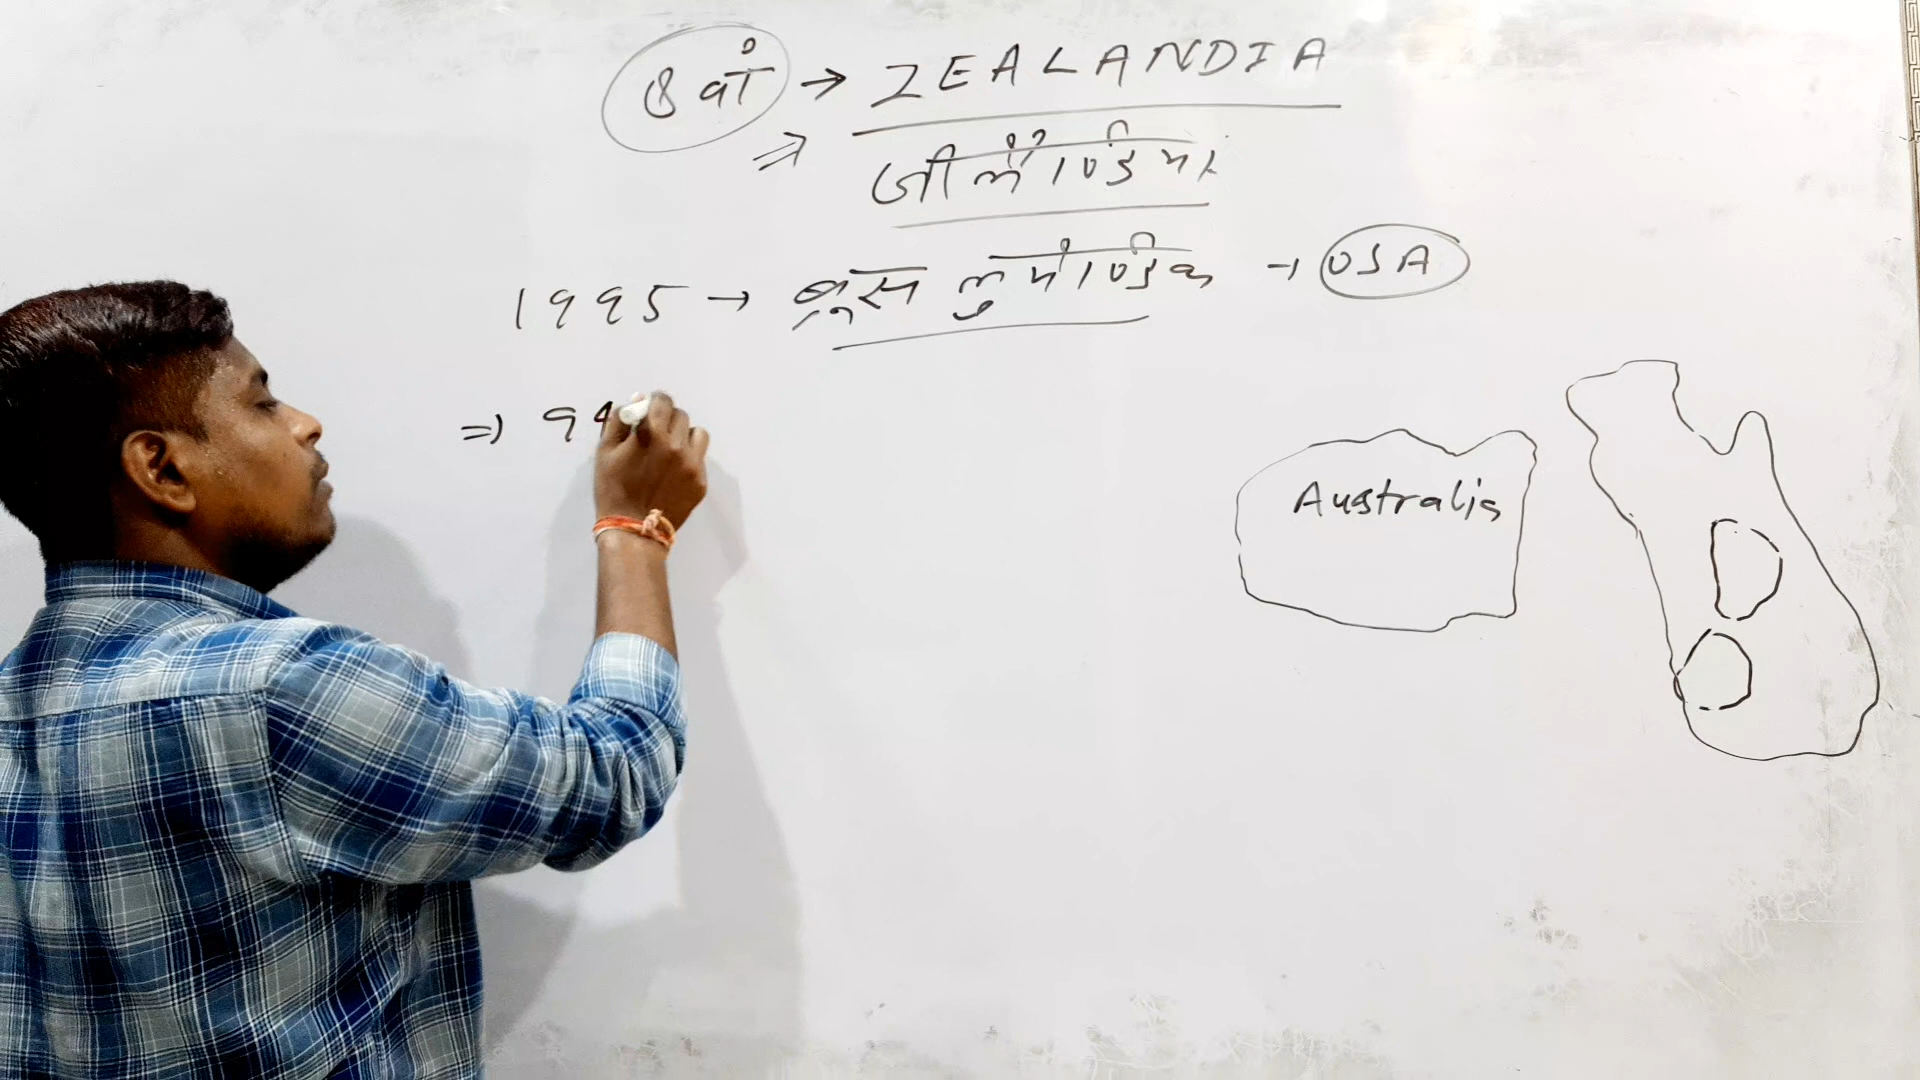 8 वाँ → ZEALANDIA
⇒ जीलैण्डिया
1995 → ब्रूस लुयेण्डिक → USA
⇒ 94
Australia